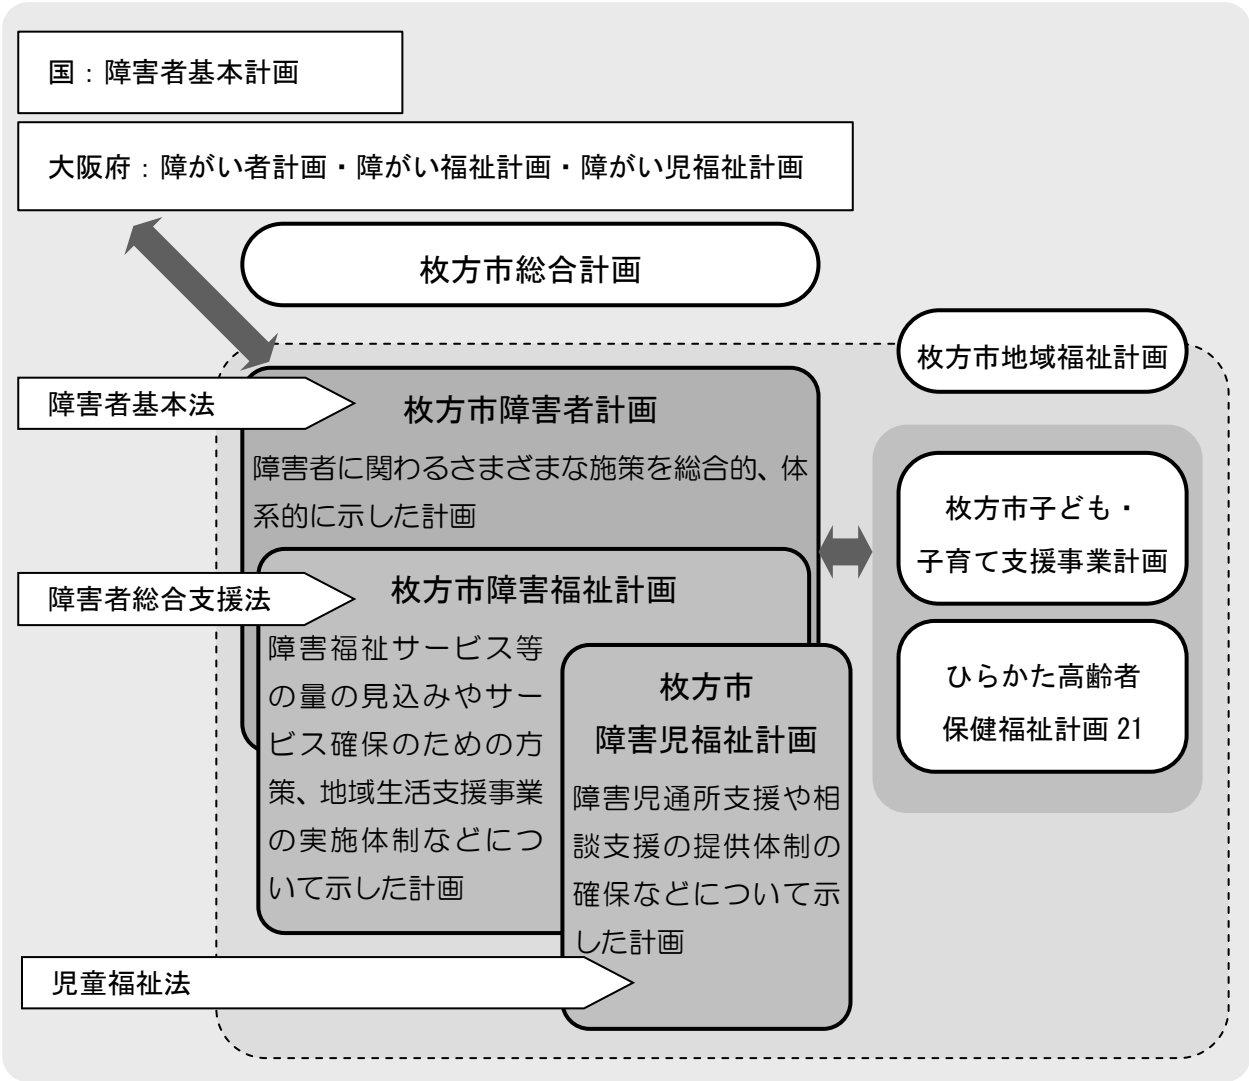 国：障害者基本計画
大阪府：障がい者計画・障がい福祉計画・障がい児福祉計画
枚方市総合計画
枚方市地域福祉計画
障害者基本法
枚方市障害者計画
障害者に関わるさまざまな施策を総合的、体
系的に示した計画
障害者総合支援法
枚方市障害福祉計画
障害福祉サービス等
の量の見込みやサー
ビス確保のための方
策、地域生活支援事業
の実施体制などにつ
いて示した計画
枚方市
障害児福祉計画
障害児通所支援や相
談支援の提供体制の
確保などについて示
した計画
児童福祉法
枚方市子ども・
子育て支援事業計画
ひらかた高齢者
保健福祉計画 21